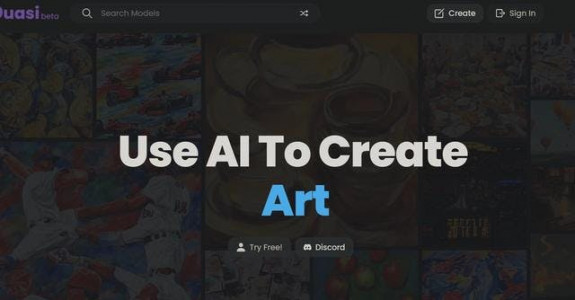 Quasi beta
Search Models
Create
Sign In
Use AI To Create
Art
Try Free!
Discord